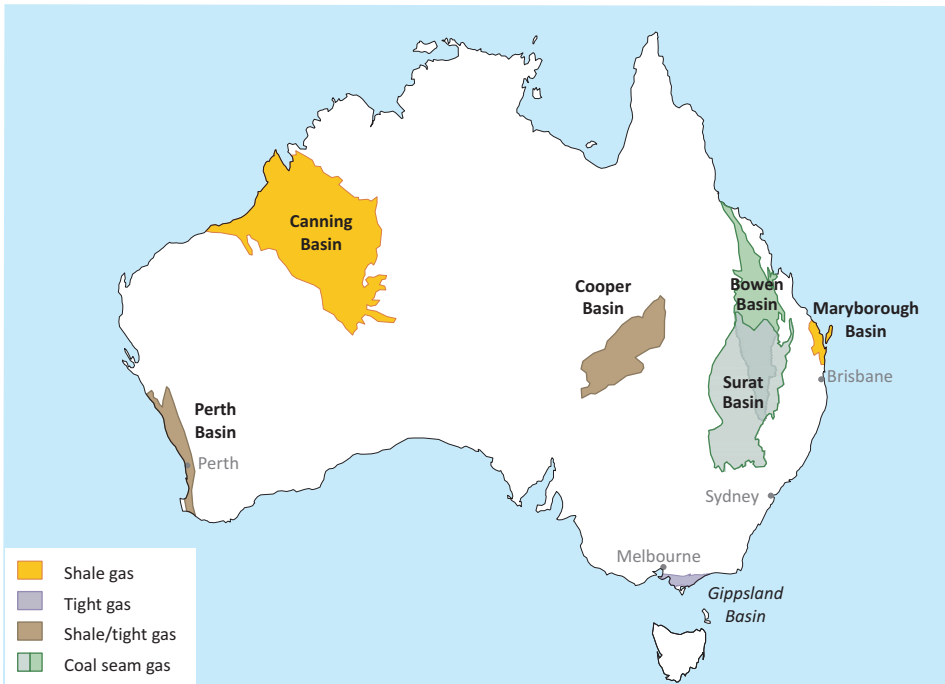 Canning
Basin
Cooper
Basin
Bowen
Basin
Maryborough
Basin
Surat
Basin
Brisbane
Perth
Basin
Perth
Sydney
Melbourne
Gippsland
Basin
Shale gas
Tight gas
Shale/tight gas
Coal seam gas